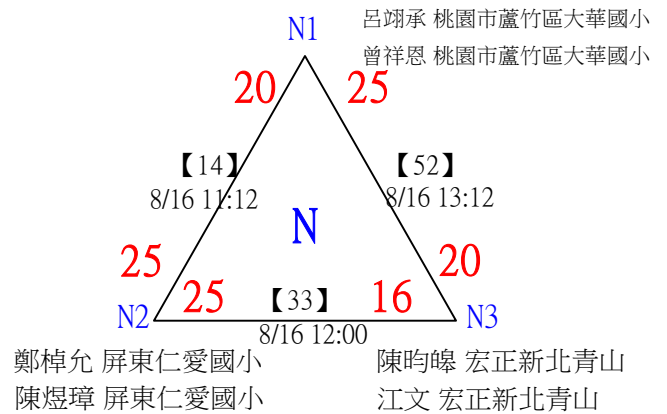 N1
呂翊承 桃園市蘆竹區大華國小
曾祥恩 桃園市蘆竹區大華國小
20
25
【14】
8/16 11:12
【52】
8/16 13:12
N
25
20
25
【33】
16
N2
8/16 12:00
N3
鄭棹允 屏東仁愛國小
陳煜璋 屏東仁愛國小
陳昀皞 宏正新北青山
江文 宏正新北青山